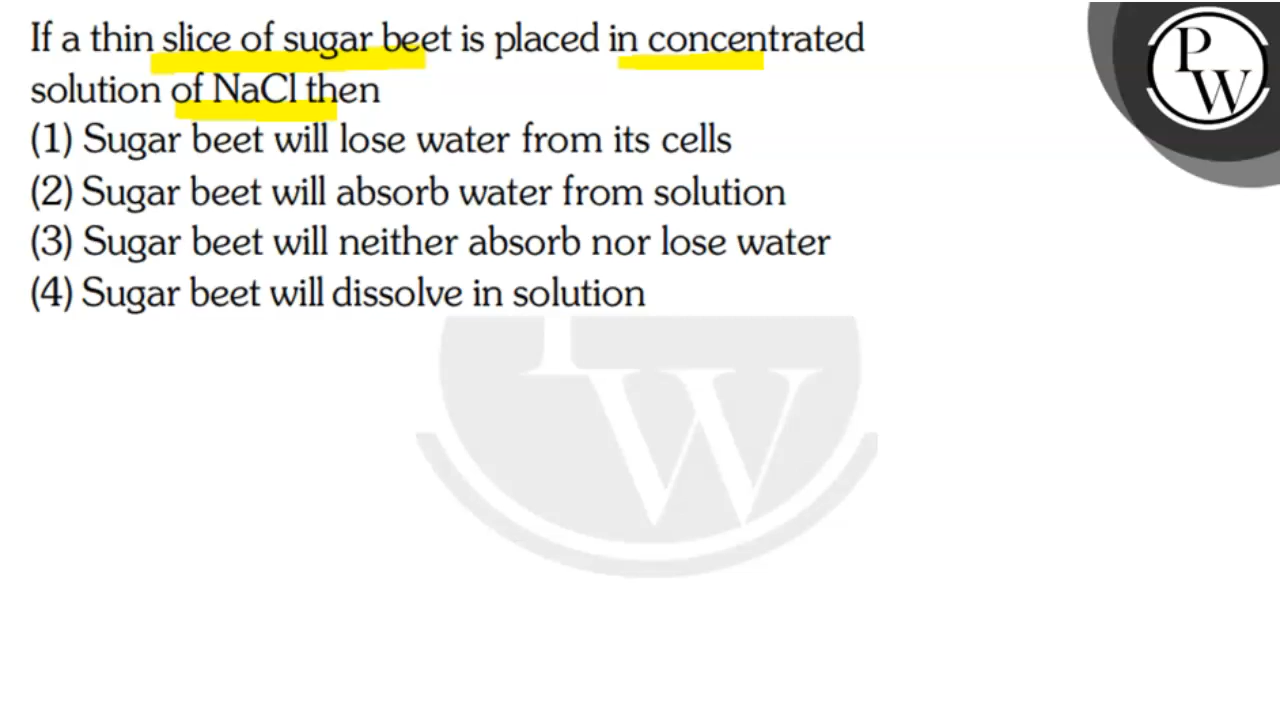 If a thin slice of sugar beet is placed in concentrated
solution of NaCl then
(1) Sugar beet will lose water from its cells
(2) Sugar beet will absorb water from solution
(3) Sugar beet will neither absorb nor lose water
(4) Sugar beet will dissolve in solution
P
W
W